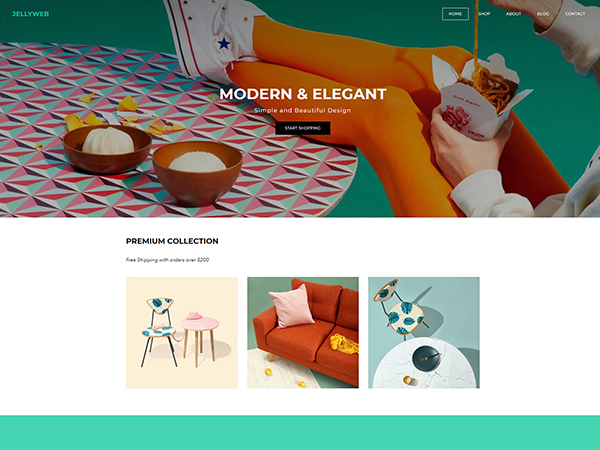 JELLYWEB
HOME SHOP ABOUT BLOG CONTACT
MODERN & ELEGANT
Simple and Beautiful Design
START SHOPPING
ENJOY
PREMIUM COLLECTION
Free Shipping with orders over $200